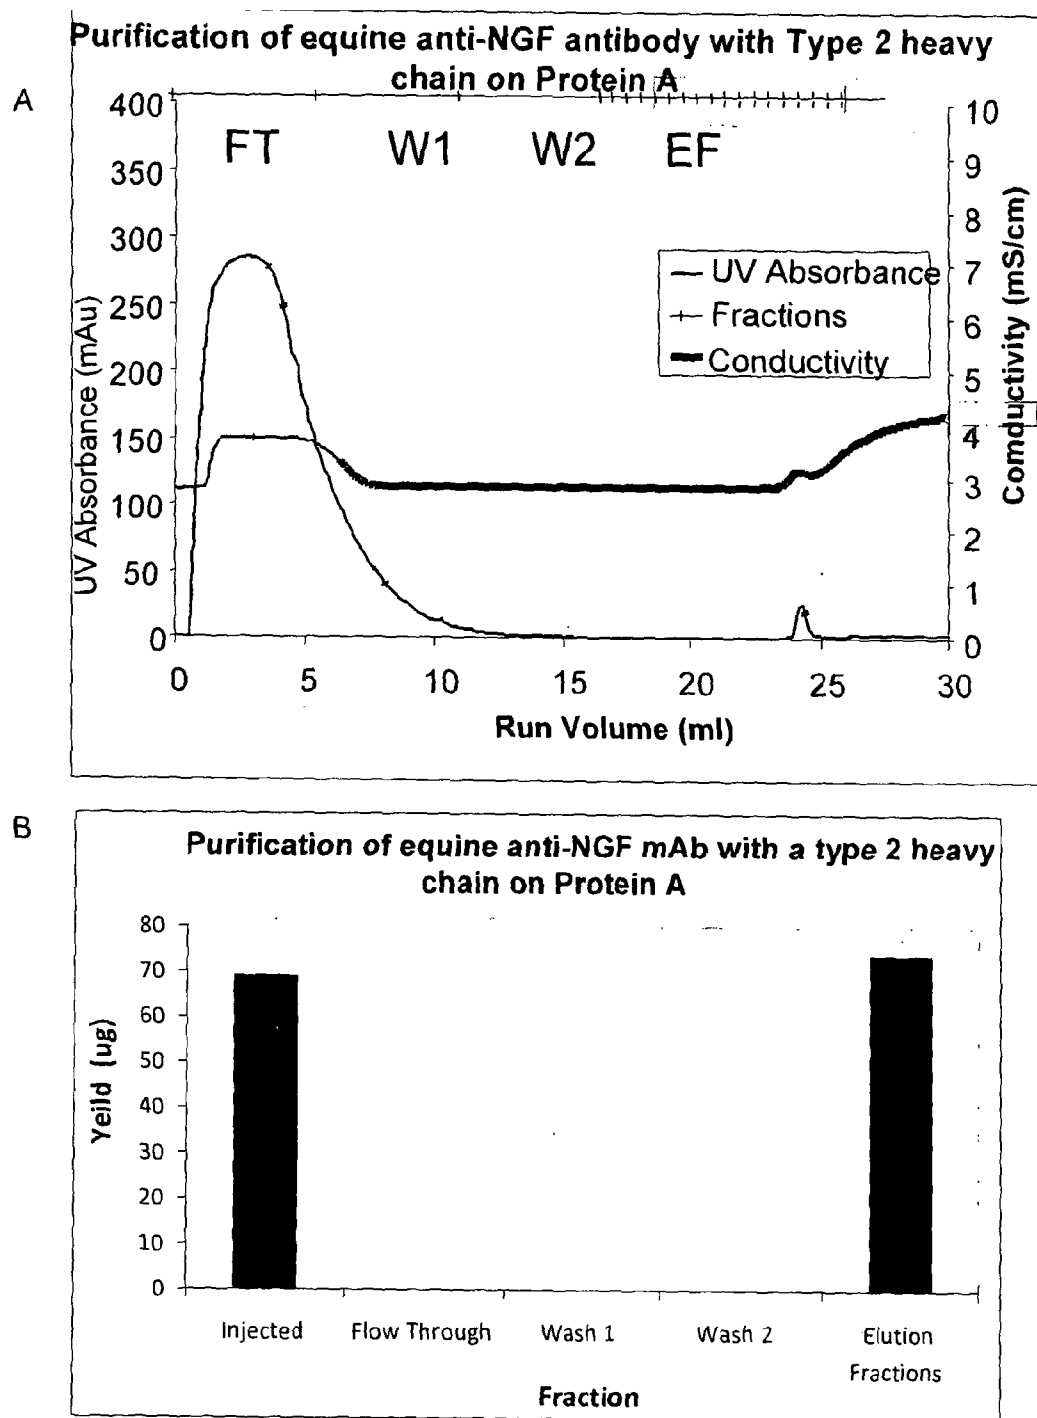 A
Purification of equine anti-NGF antibody with Type 2 heavy
chain on Protein A
400
350
300
250
200
150
100
50
0
UV Absorbance (mAu)
FT W1 W2 EF
UV Absorbance
Fractions
Conductivity
10
9
8
7
6
5
4
3
2
1
0
Comductivity (mS/cm)
0 5 10 15 20 25 30
Run Volume (ml)
B
Purification of equine anti-NGF mAb with a type 2 heavy
chain on Protein A
80
70
60
50
40
30
20
10
0
Yeild (ug)
Injected Flow Through Wash 1 Wash 2 Elution
Fractions
Fraction